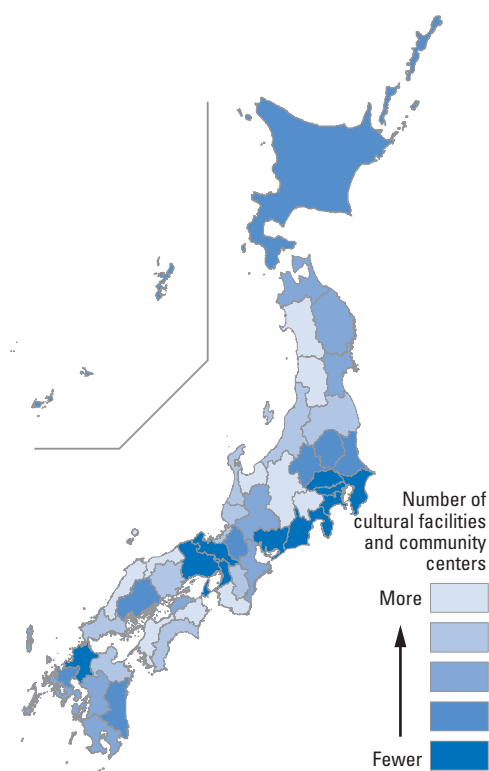 Number of
cultural facilities
and community
centers
More
Fewer